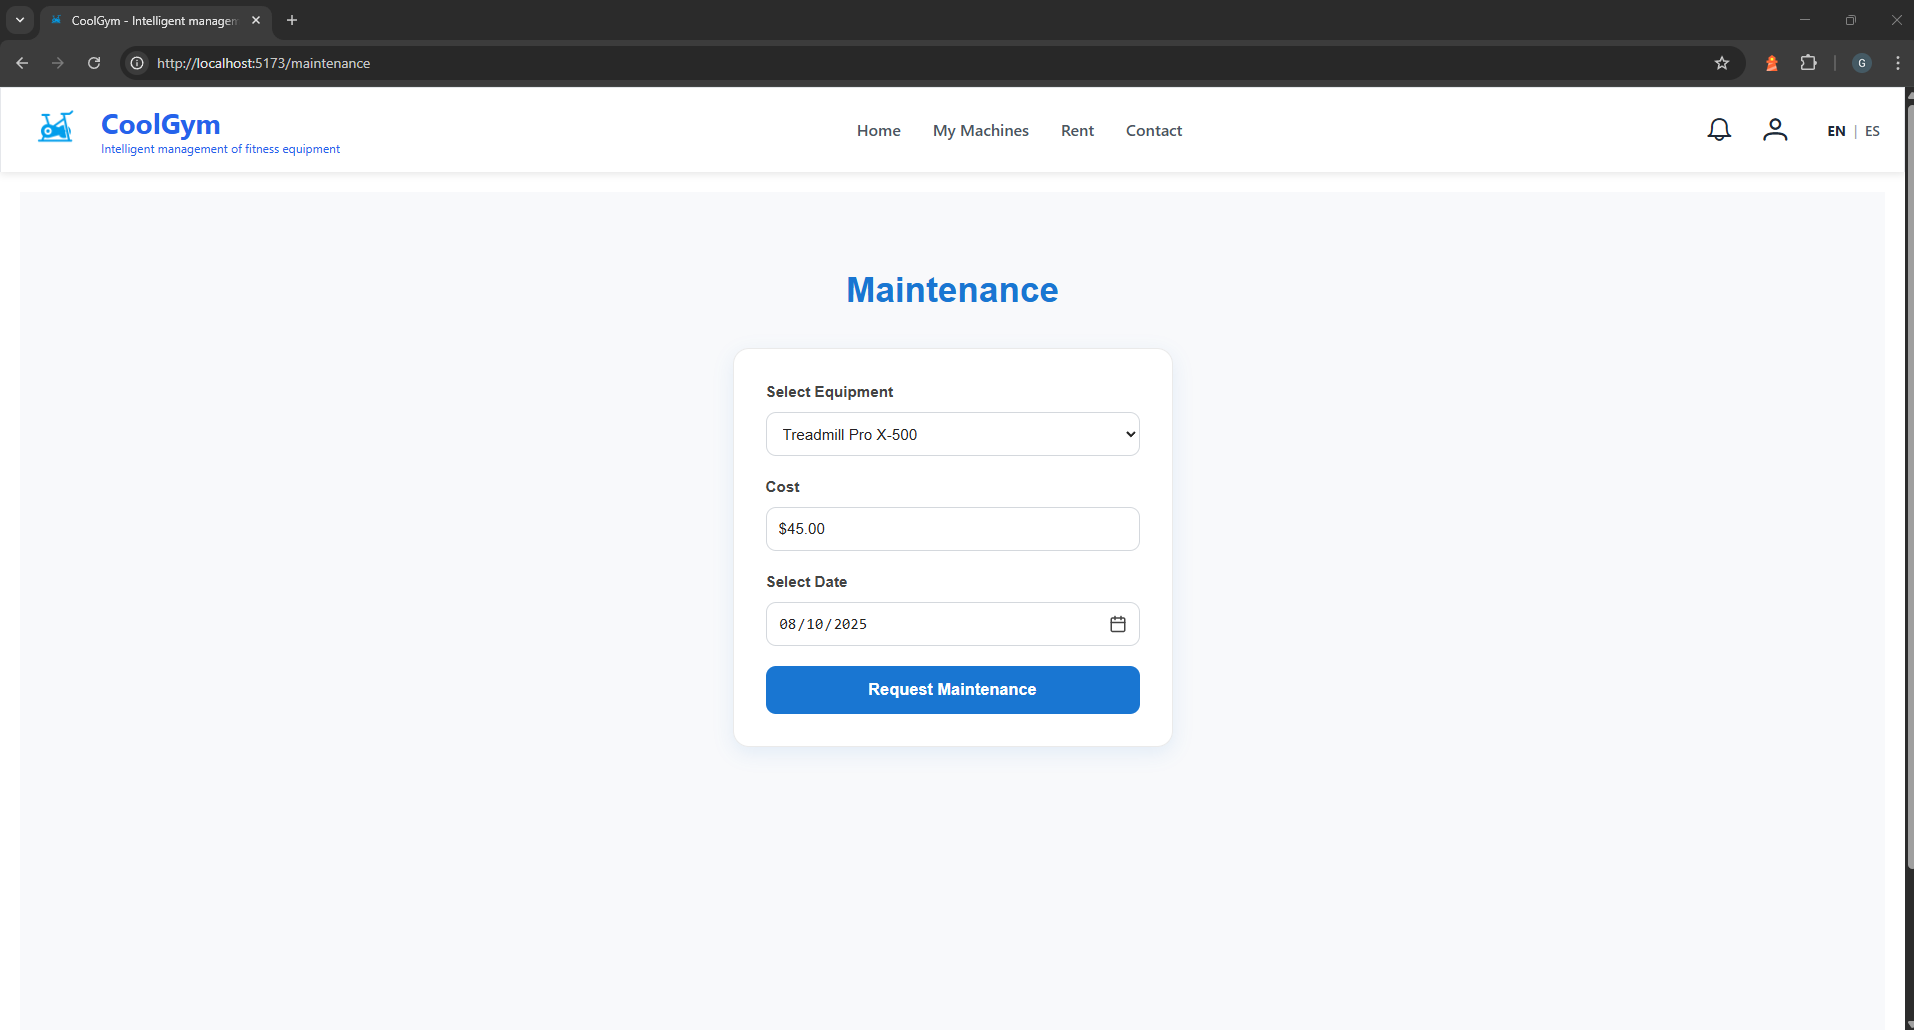 CoolGym - Intelligent managem
http://localhost:5173/maintenance
G
CoolGym
Intelligent management of fitness equipment
Home
My Machines
Rent
Contact
EN | ES
Maintenance
Select Equipment
Treadmill Pro X-500
Cost
$45.00
Select Date
08/10/2025
Request Maintenance